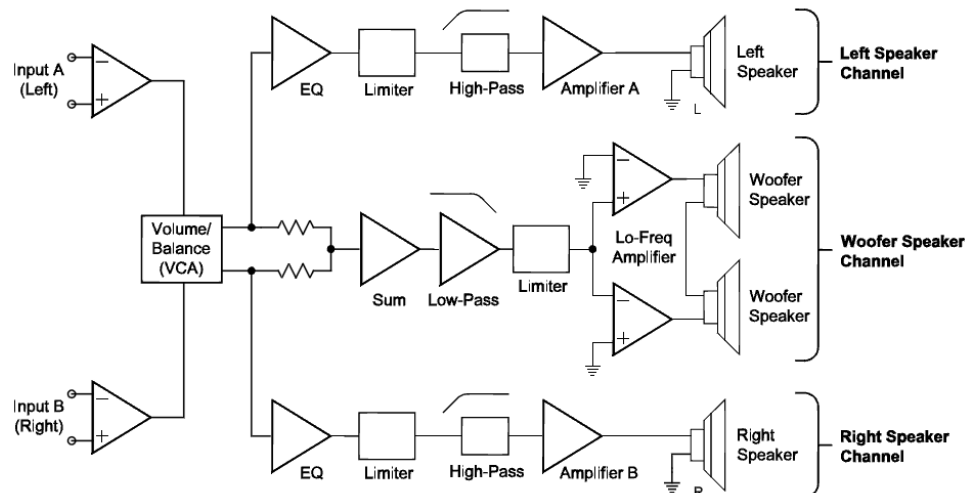 Input A
(Left)
−
+
EQ
Limiter
High-Pass
Amplifier A
L
Left
Speaker
Left Speaker
Channel
Volume/
Balance
(VCA)
Sum
Low-Pass
Limiter
−
+
Lo-Freq
Amplifier
−
+
Woofer
Speaker
Woofer
Speaker
Woofer Speaker
Channel
Input B
(Right)
−
+
EQ
Limiter
High-Pass
Amplifier B
R
Right
Speaker
Right Speaker
Channel